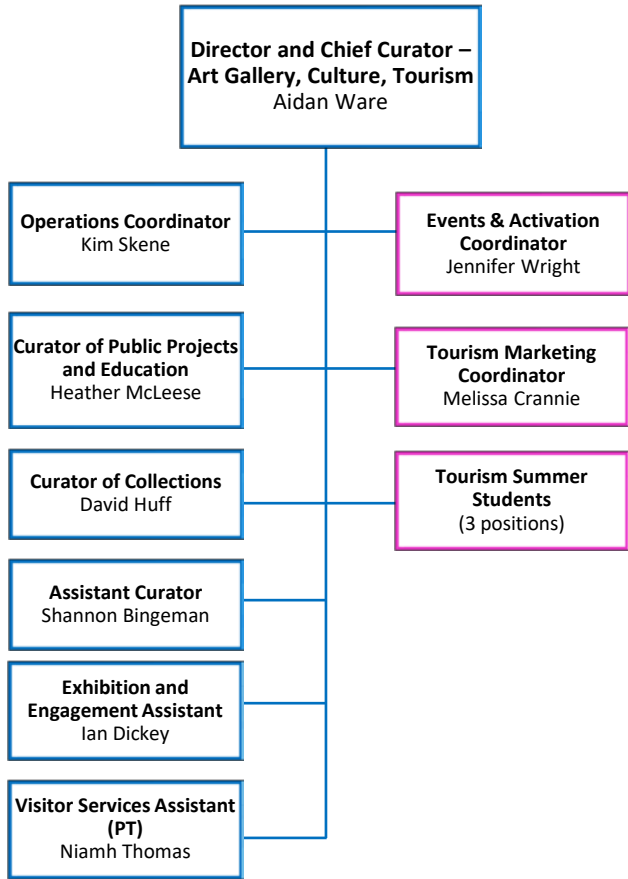 Director and Chief Curator –
Art Gallery, Culture, Tourism
Aidan Ware
Operations Coordinator
Kim Skene
Events & Activation
Coordinator
Jennifer Wright
Curator of Public Projects
and Education
Heather McLeese
Tourism Marketing
Coordinator
Melissa Crannie
Curator of Collections
David Huff
Tourism Summer
Students
(3 positions)
Assistant Curator
Shannon Bingeman
Exhibition and
Engagement Assistant
Ian Dickey
Visitor Services Assistant
(PT)
Niamh Thomas